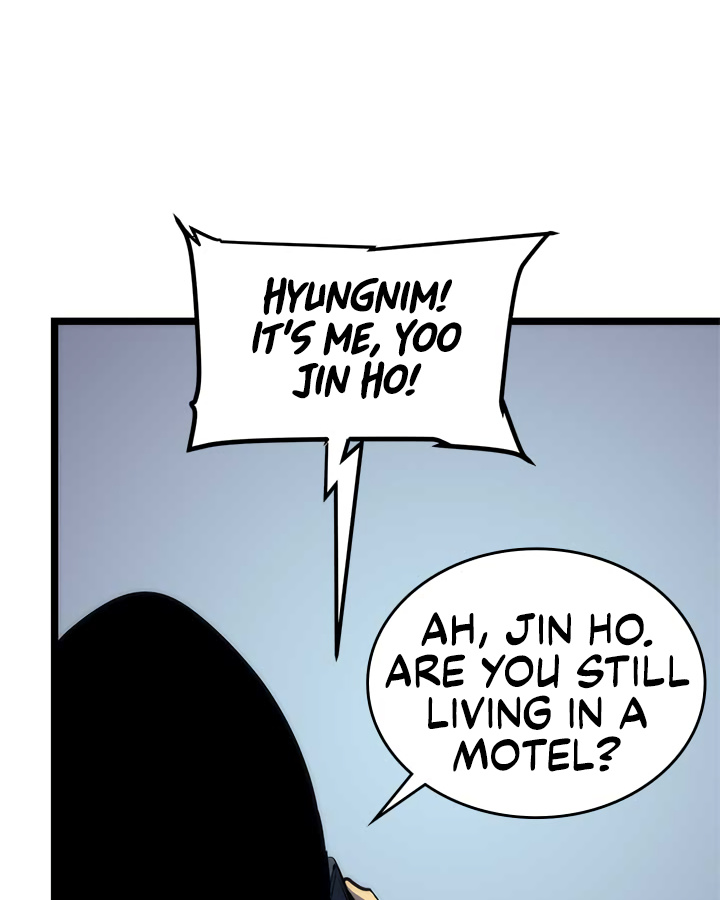 HYUNGNIM!
IT'S ME, YOO
JIN HO!
AH, JIN HO.
ARE YOU STILL
LIVING IN A
MOTEL?